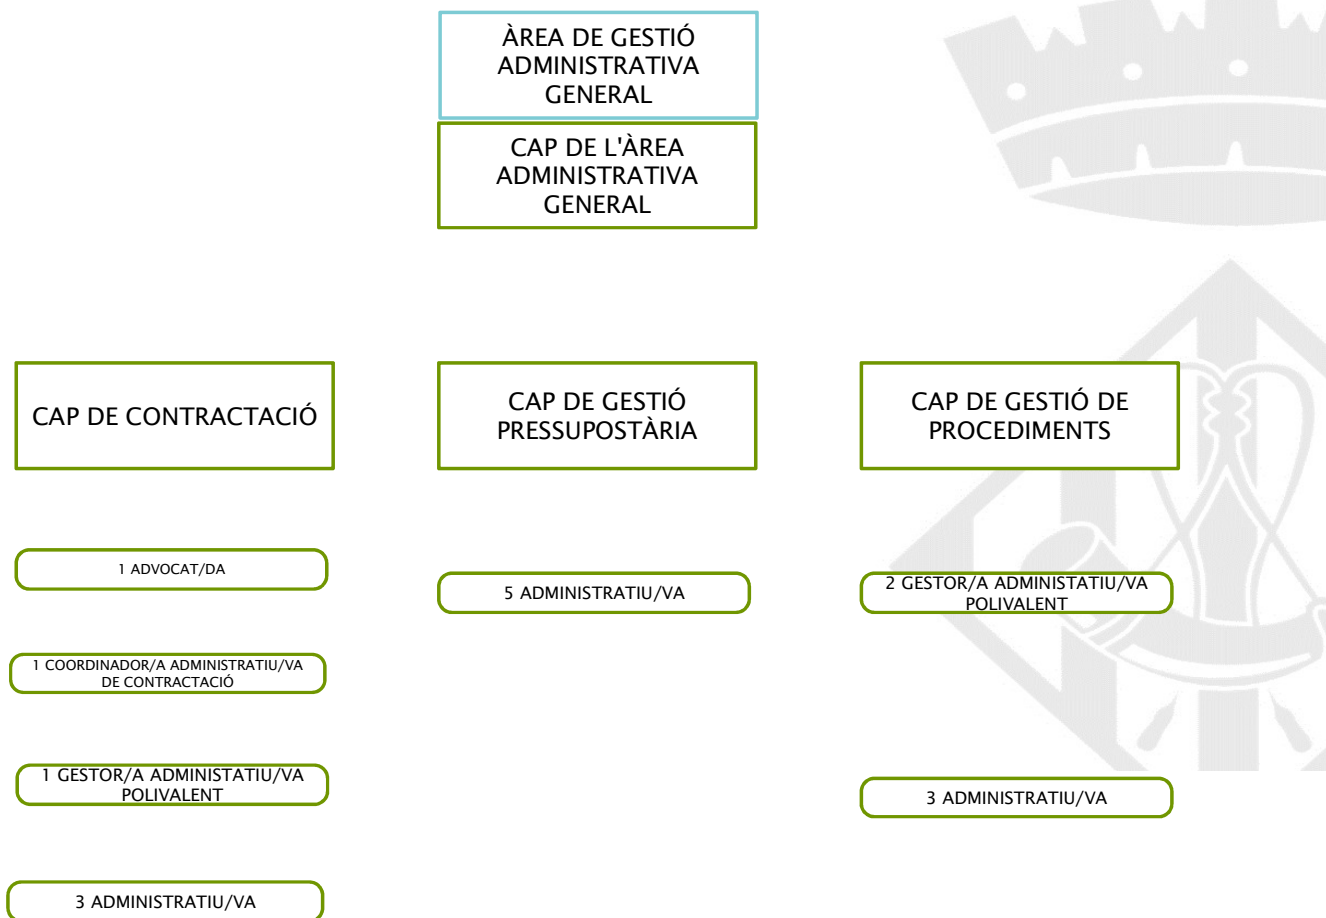 ÀREA DE GESTIÓ
ADMINISTRATIVA
GENERAL
CAP DE L'ÀREA
ADMINISTRATIVA
GENERAL
CAP DE CONTRACTACIÓ
CAP DE GESTIÓ
PRESSUPOSTÀRIA
CAP DE GESTIÓ DE
PROCEDIMENTS
1 ADVOCAT/DA
1 COORDINADOR/A ADMINISTRATIU/VA
DE CONTRACTACIÓ
1 GESTOR/A ADMINISTATIU/VA
POLIVALENT
3 ADMINISTRATIU/VA
5 ADMINISTRATIU/VA
2 GESTOR/A ADMINISTATIU/VA
POLIVALENT
3 ADMINISTRATIU/VA